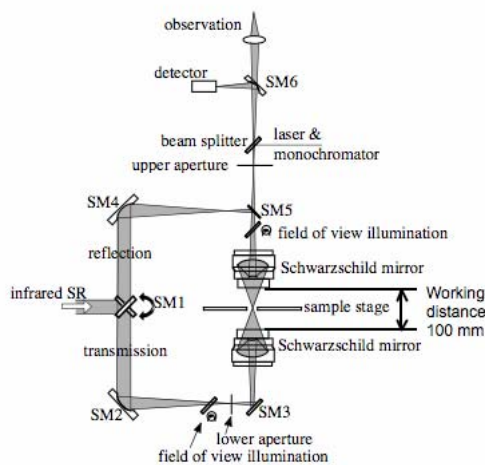 observation
detector
SM6
beam splitter
laser &
monochromator
upper aperture
SM4
SM5
field of view illumination
reflection
Schwarzschild mirror
infrared SR
SM1
sample stage
Working
distance
100 mm
transmission
Schwarzschild mirror
SM2
SM3
lower aperture
field of view illumination